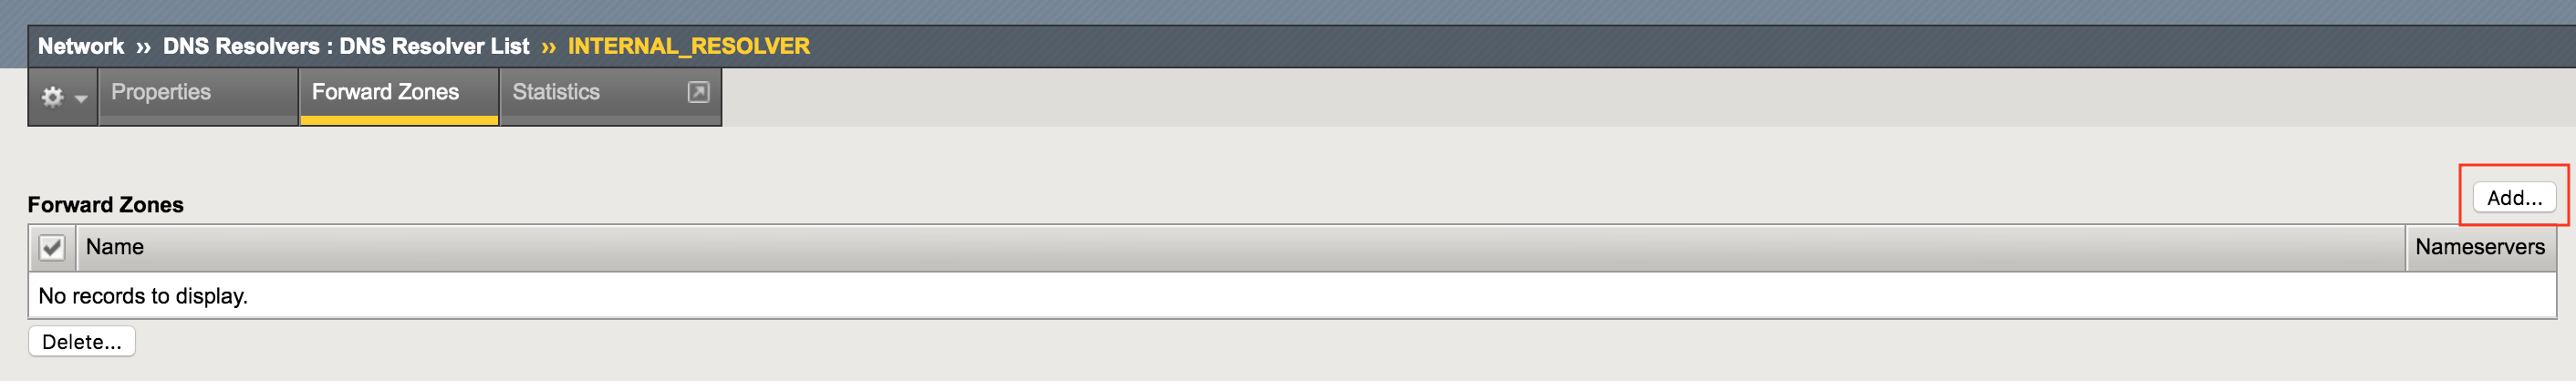 Network ›› DNS Resolvers : DNS Resolver List ›› INTERNAL_RESOLVER
Properties Forward Zones Statistics
Add...
Forward Zones
Name Nameservers
No records to display.
Delete...